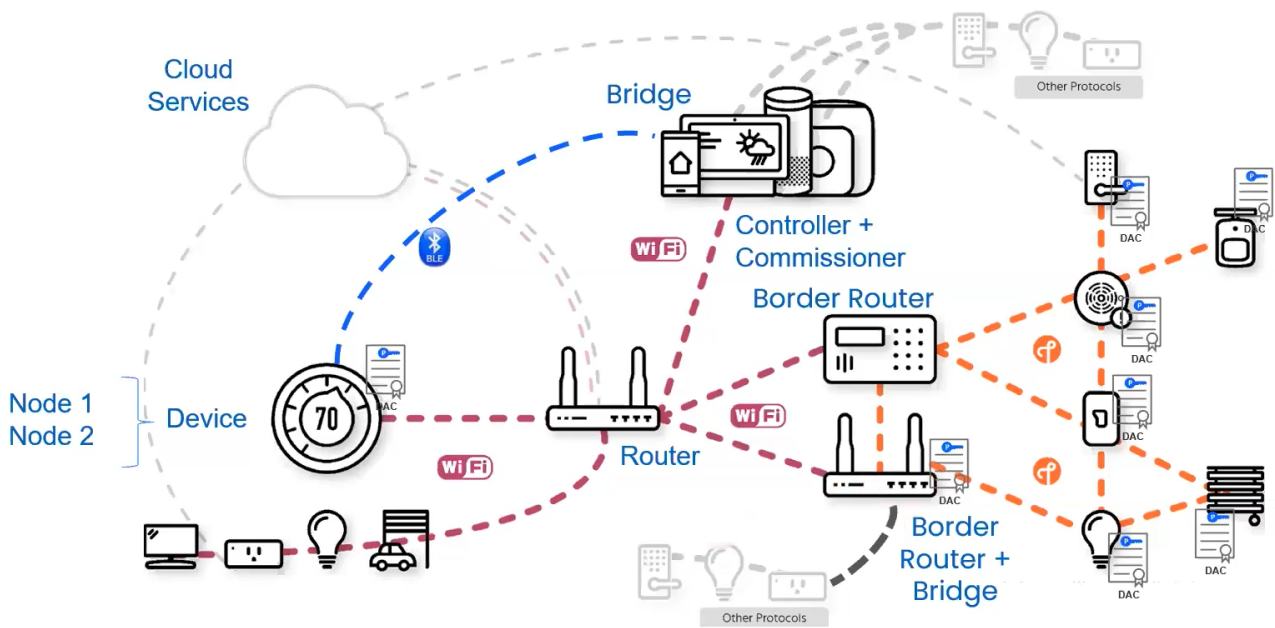 Cloud
Services
Bridge
Other Protocols
P
DAC
P
DAC
BLE
WiFi
Controller +
Commissioner
Border Router
P
DAC
P
DAC
70
Node 1
Node 2
Device
WiFi
P
DAC
Router
WiFi
P
DAC
Border
Router +
Bridge
P
DAC
P
DAC
Other Protocols